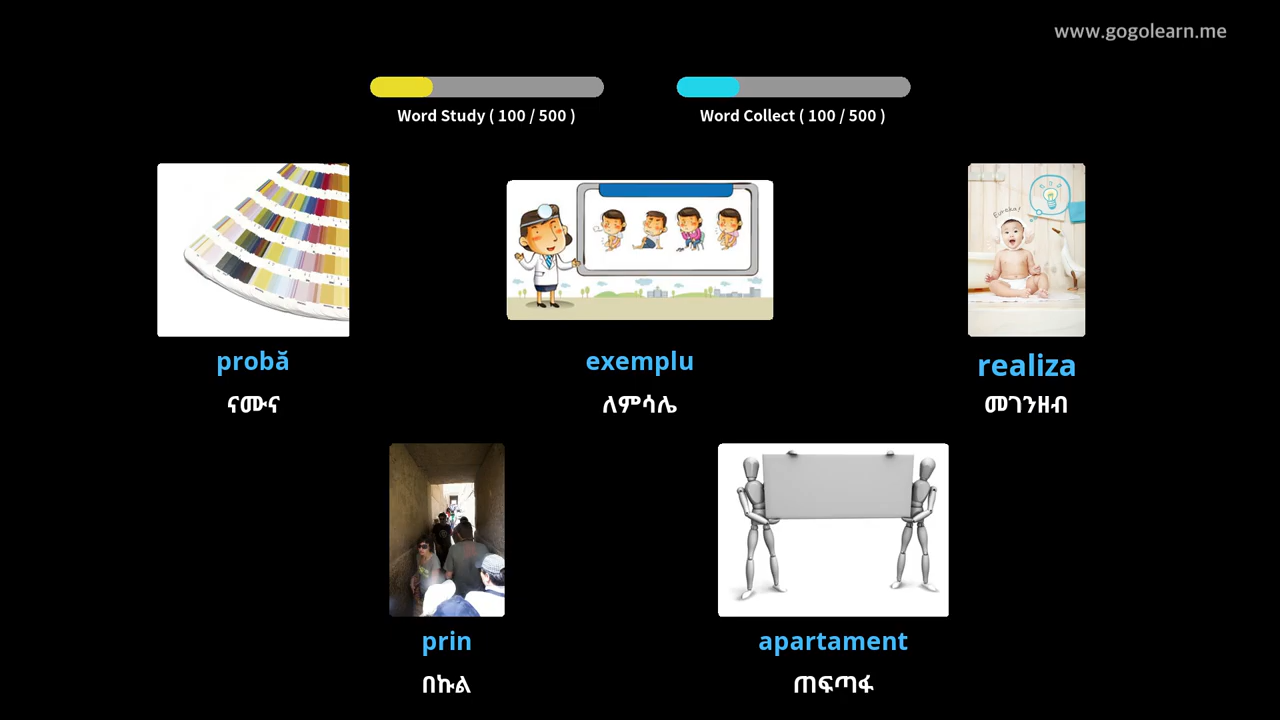 www.gogolearn.me
Word Study ( 100 / 500 )
Word Collect ( 100 / 500 )
probă
exemplu
realiza
ናሙና
ለምሳሌ
መገንዘብ
Eureka!
prin
apartament
በኩል
ጠፍጣፋ